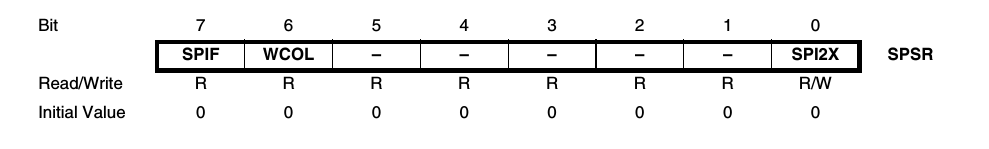 Bit 7 6 5 4 3 2 1 0
SPIF WCOL – – – – – SPI2X SPSR
Read/Write R R R R R R R R/W
Initial Value 0 0 0 0 0 0 0 0